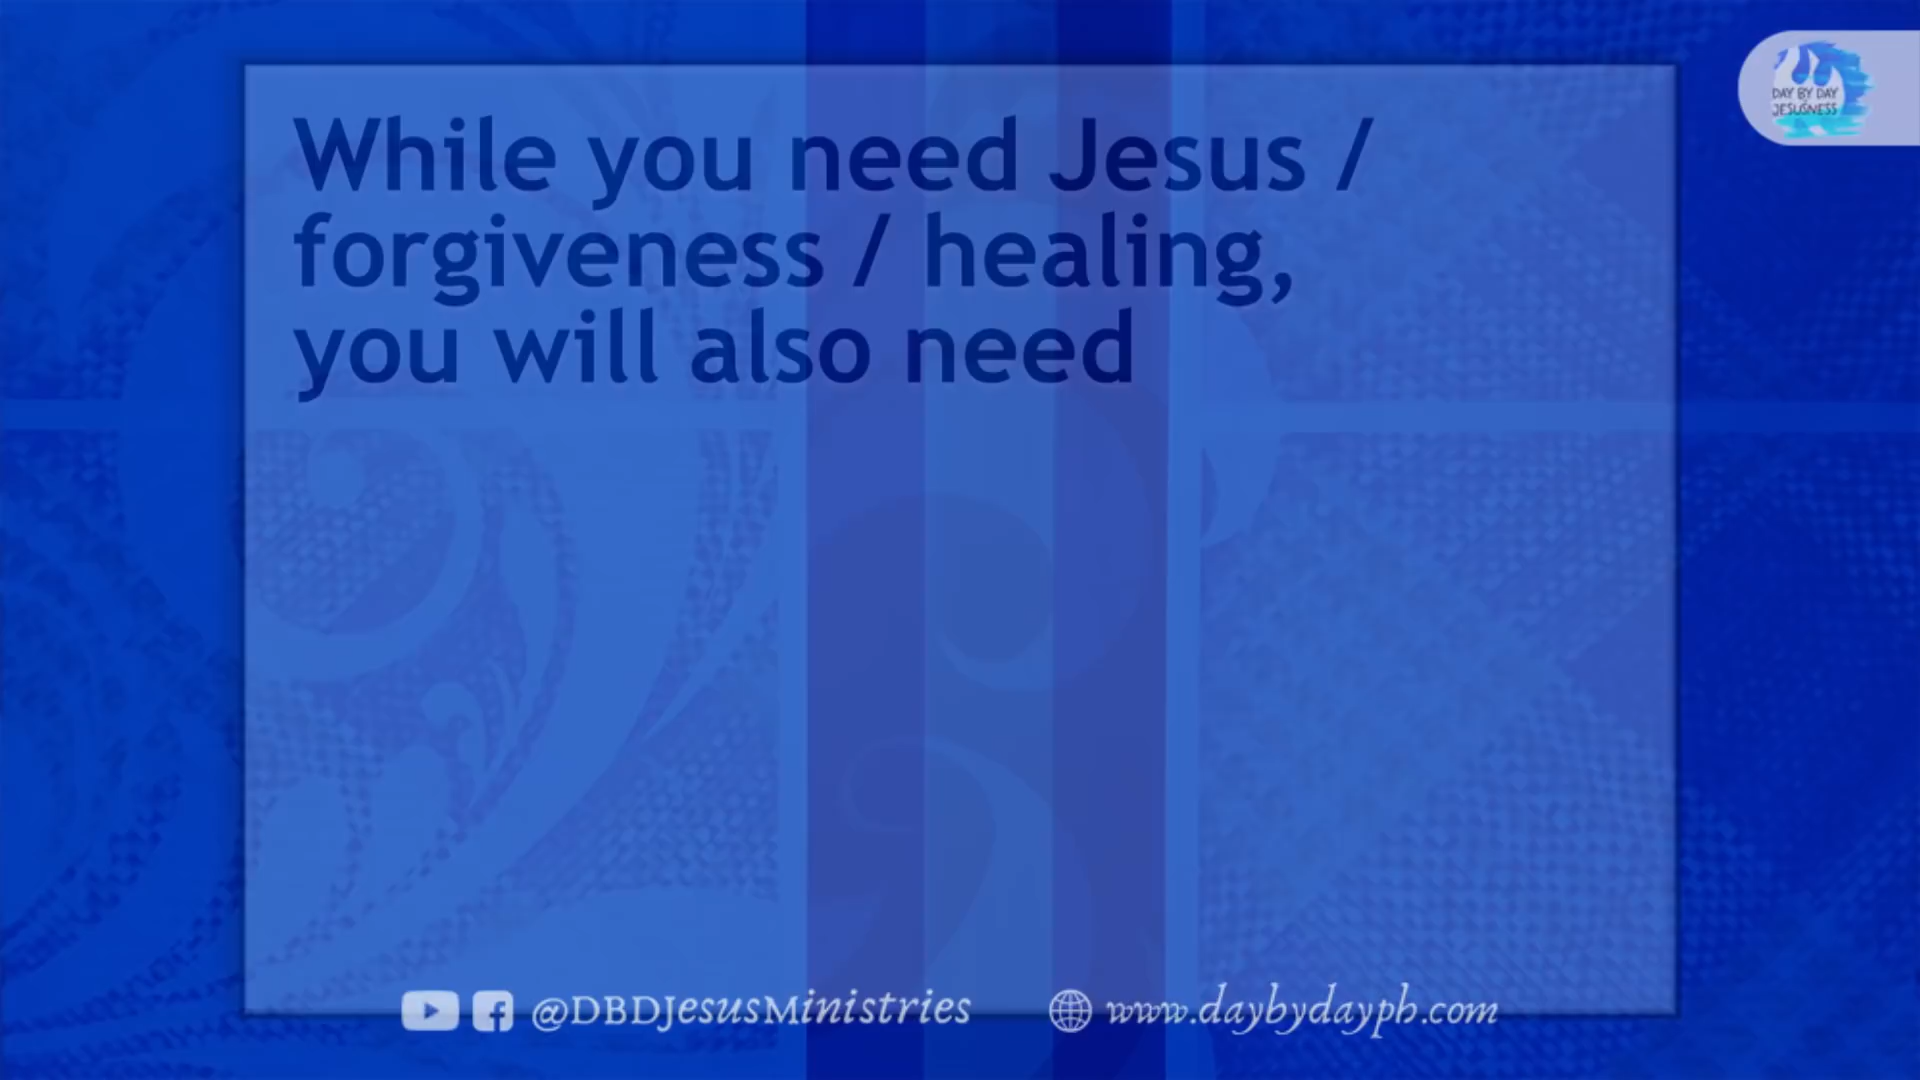 While you need Jesus /
forgiveness / healing,
you will also need
DAY BY DAY
JESUSNESS
@DBDJesusMinistries
www.daybydayph.com